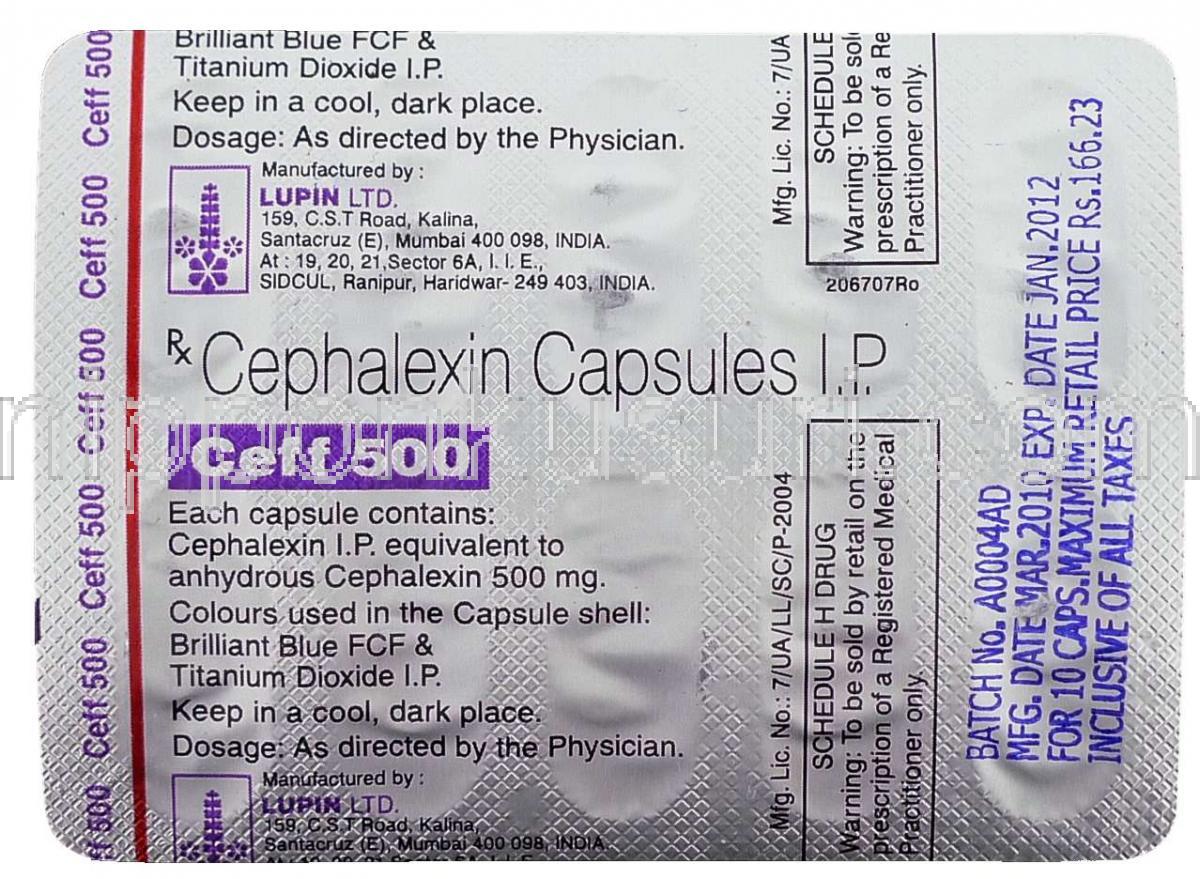 Ceff 500 Ceff 500 Ceff 500 Ceff 500 Ceff 500 Ceff 500
Brilliant Blue FCF &
Titanium Dioxide I.P.
Keep in a cool, dark place.
Dosage: As directed by the Physician.
Manufactured by :
LUPIN LTD.
159, C.S.T Road, Kalina,
Santacruz (E), Mumbai 400 098, INDIA.
At : 19, 20, 21,Sector 6A, I. I. E.,
SIDCUL, Ranipur, Haridwar- 249 403, INDIA.
Mfg. Lic. No.: 7/UA
SCHEDULE
Warning: To be
prescription of a
Practitioner only.
206707Ro
Rx Cephalexin Capsules I.P.
Ceff 500
Each capsule contains:
Cephalexin I.P. equivalent to
anhydrous Cephalexin 500 mg.
Colours used in the Capsule shell:
Brilliant Blue FCF &
Titanium Dioxide I.P.
Keep in a cool, dark place.
Dosage: As directed by the Physician.
Manufactured by :
LUPIN LTD.
159, C.S.T Road, Kalina,
Santacruz (E), Mumbai 400 098, INDIA.
Mfg. Lic. No.: 7/UA/LL/SC/P-2004
SCHEDULE H DRUG
Warning: To be sold by retail on the
prescription of a Registered Medical
Practitioner only.
BATCH No. A0004AD
MFG. DATE MAR.2010 EXP. DATE JAN.2012
FOR 10 CAPS.MAXIMUM RETAIL PRICE Rs.166.23
INCLUSIVE OF ALL TAXES